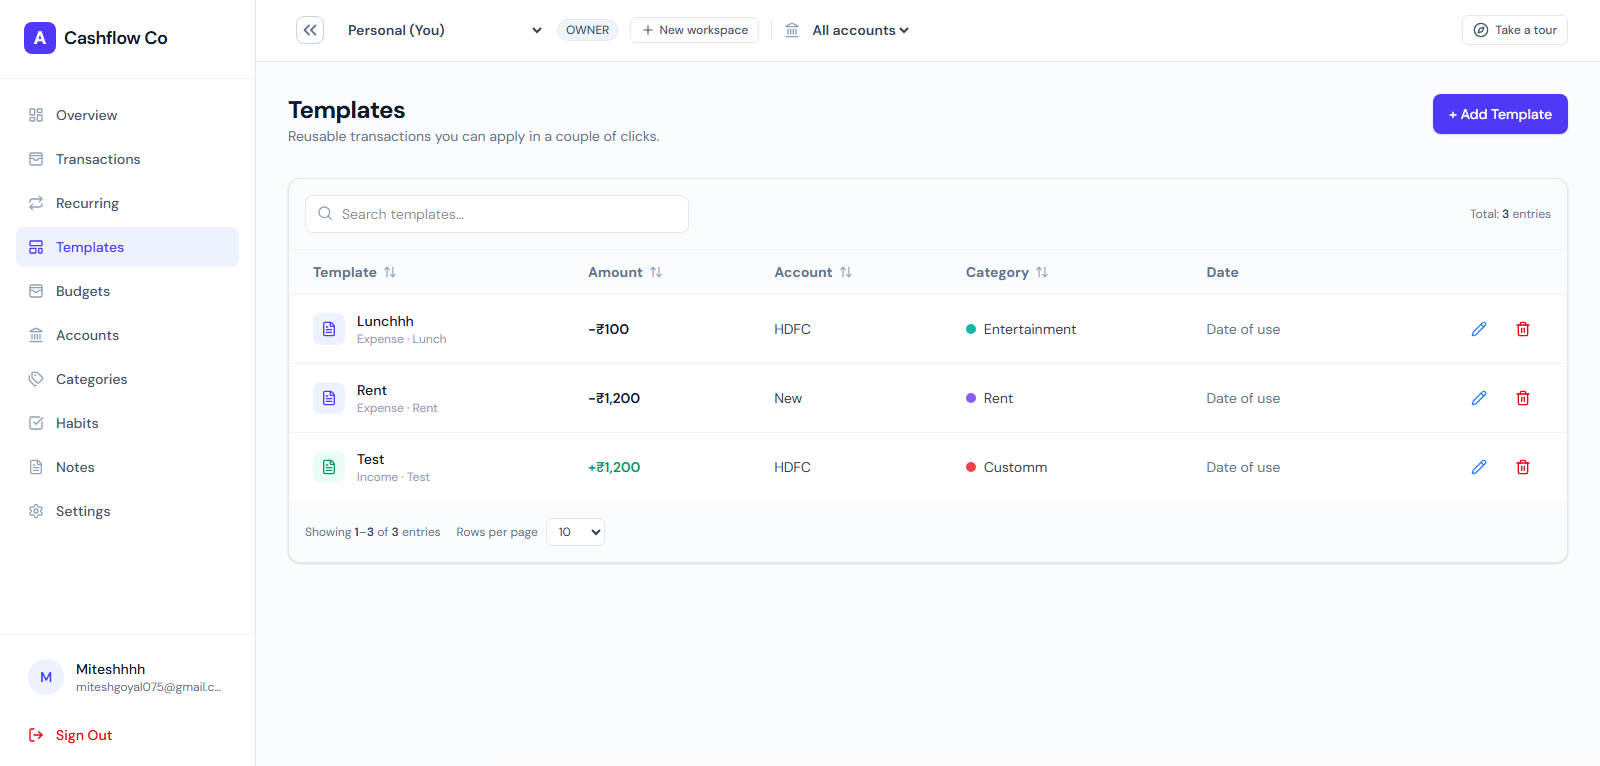 A Cashflow Co
Personal (You)
OWNER
+ New workspace
All accounts
Take a tour
Overview
Transactions
Recurring
Templates
Budgets
Accounts
Categories
Habits
Notes
Settings
M
Miteshhhh
miteshgoyal075@gmail.c...
Sign Out
Templates
Reusable transactions you can apply in a couple of clicks.
+ Add Template
Search templates...
Total: 3 entries
Template Amount Account Category Date
Lunchhh
Expense · Lunch
-₹100 HDFC Entertainment Date of use
Rent
Expense · Rent
-₹1,200 New Rent Date of use
Test
Income · Test
+₹1,200 HDFC Customm Date of use
Showing 1–3 of 3 entries Rows per page 10